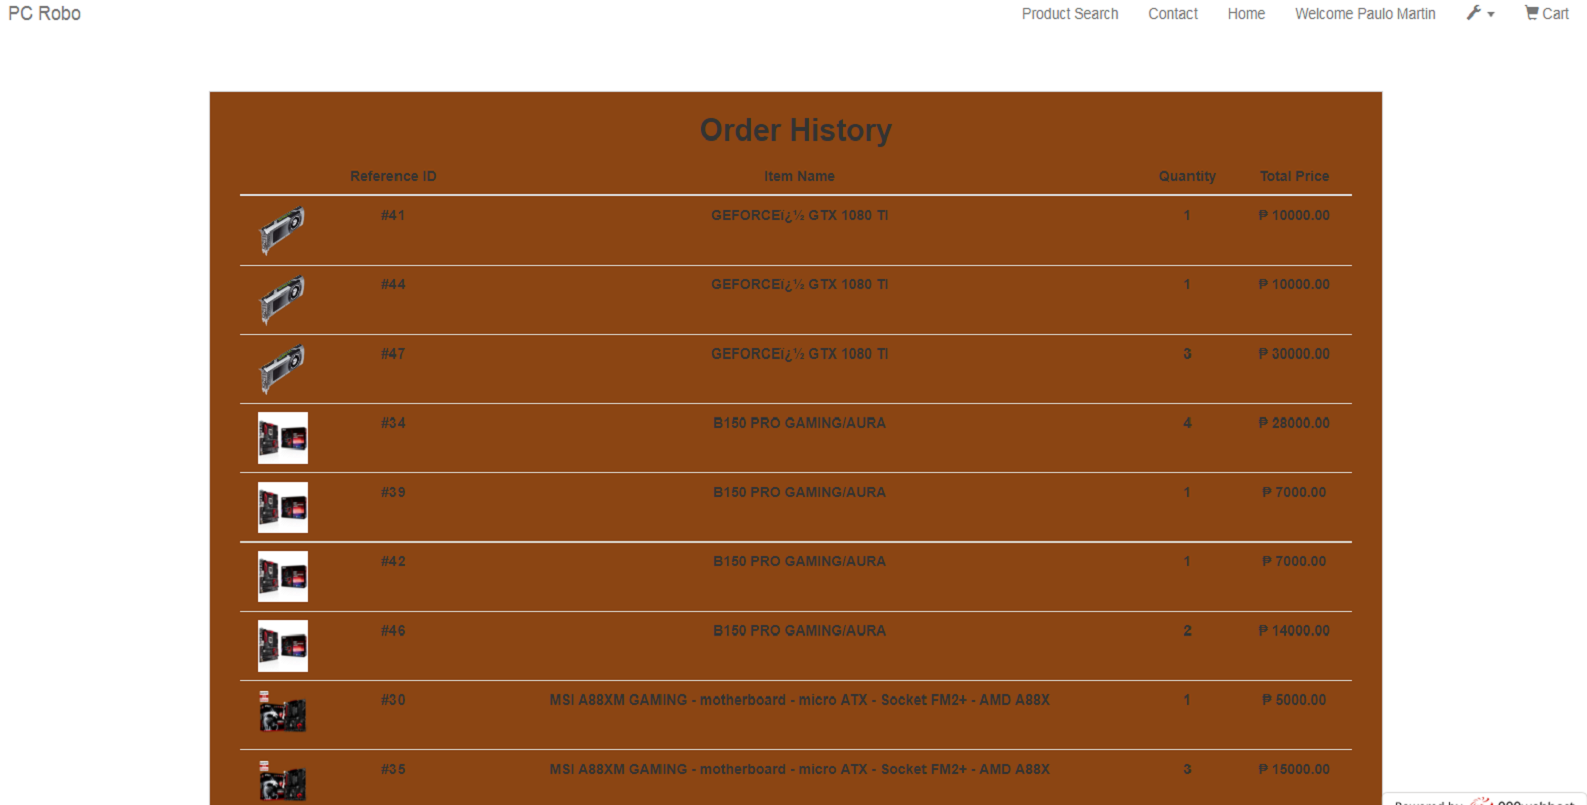 PC Robo Product Search Contact Home Welcome Paulo Martin Cart
Order History
Reference ID Item Name Quantity Total Price
#41 GEFORCEï¿½ GTX 1080 TI 1 ₱ 10000.00
#44 GEFORCEï¿½ GTX 1080 TI 1 ₱ 10000.00
#47 GEFORCEï¿½ GTX 1080 TI 3 ₱ 30000.00
#34 B150 PRO GAMING/AURA 4 ₱ 28000.00
#39 B150 PRO GAMING/AURA 1 ₱ 7000.00
#42 B150 PRO GAMING/AURA 1 ₱ 7000.00
#46 B150 PRO GAMING/AURA 2 ₱ 14000.00
#30 MSI A88XM GAMING - motherboard - micro ATX - Socket FM2+ - AMD A88X 1 ₱ 5000.00
#35 MSI A88XM GAMING - motherboard - micro ATX - Socket FM2+ - AMD A88X 3 ₱ 15000.00
Powered by 000webhost